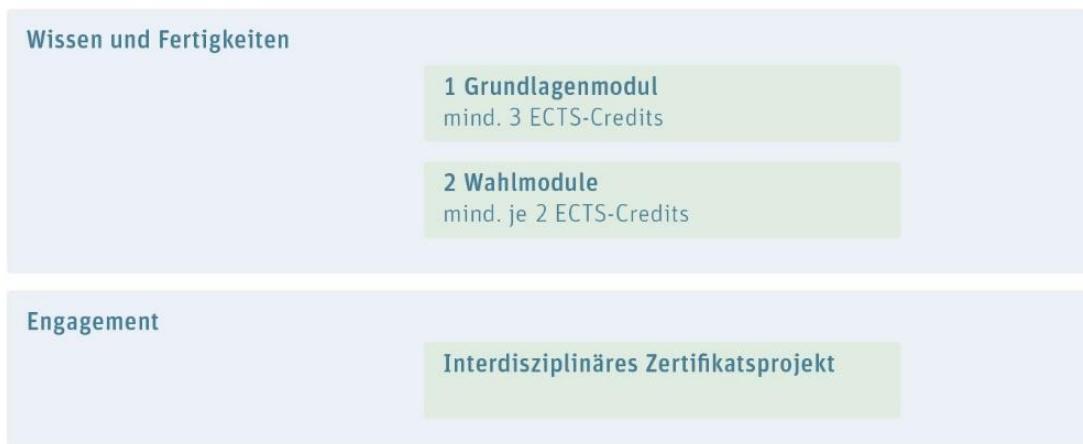 Wissen und Fertigkeiten
1 Grundlagenmodul
mind. 3 ECTS-Credits
2 Wahlmodule
mind. je 2 ECTS-Credits
Engagement
Interdisziplinäres Zertifikatsprojekt